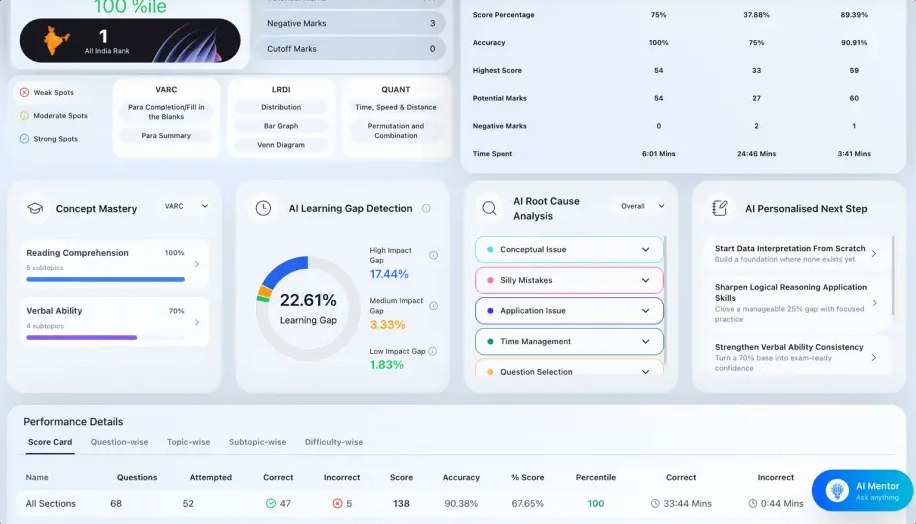 100 %ile
1
All India Rank
Negative Marks 3
Cutoff Marks 0
Score Percentage 75% 37.88% 89.39%
Accuracy 100% 75% 90.91%
Highest Score 54 33 59
Potential Marks 54 27 60
Negative Marks 0 2 1
Time Spent 6:01 Mins 24:46 Mins 3:41 Mins
Weak Spots
Moderate Spots
Strong Spots
VARC
Para Completion/Fill in
the Blanks
Para Summary
LRDI
Distribution
Bar Graph
Venn Diagram
QUANT
Time, Speed & Distance
Permutation and
Combination
Concept Mastery VARC
Reading Comprehension 100%
5 subtopics
Verbal Ability 70%
4 subtopics
AI Learning Gap Detection
22.61%
Learning Gap
High Impact
Gap
17.44%
Medium Impact
Gap
3.33%
Low Impact Gap
1.83%
AI Root Cause
Analysis
Overall
Conceptual Issue
Silly Mistakes
Application Issue
Time Management
Question Selection
AI Personalised Next Step
Start Data Interpretation From Scratch
Build a foundation where none exists yet
Sharpen Logical Reasoning Application
Skills
Close a manageable 25% gap with focused
practice
Strengthen Verbal Ability Consistency
Turn a 70% base into exam-ready
confidence
Performance Details
Score Card Question-wise Topic-wise Subtopic-wise Difficulty-wise
Name Questions Attempted Correct Incorrect Score Accuracy % Score Percentile Correct Incorrect
All Sections 68 52 47 5 138 90.38% 67.65% 100 33:44 Mins 0:44 Mins
AI Mentor
Ask anything